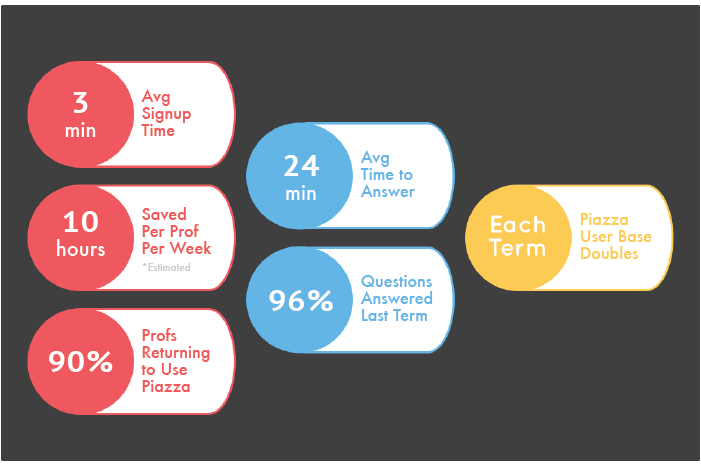 3
min
Avg
Signup
Time
10
hours
Saved
Per Prof
Per Week
*Estimated
90%
Profs
Returning
to Use
Piazza
24
min
Avg
Time to
Answer
96%
Questions
Answered
Last Term
Each
Term
Piazza
User Base
Doubles